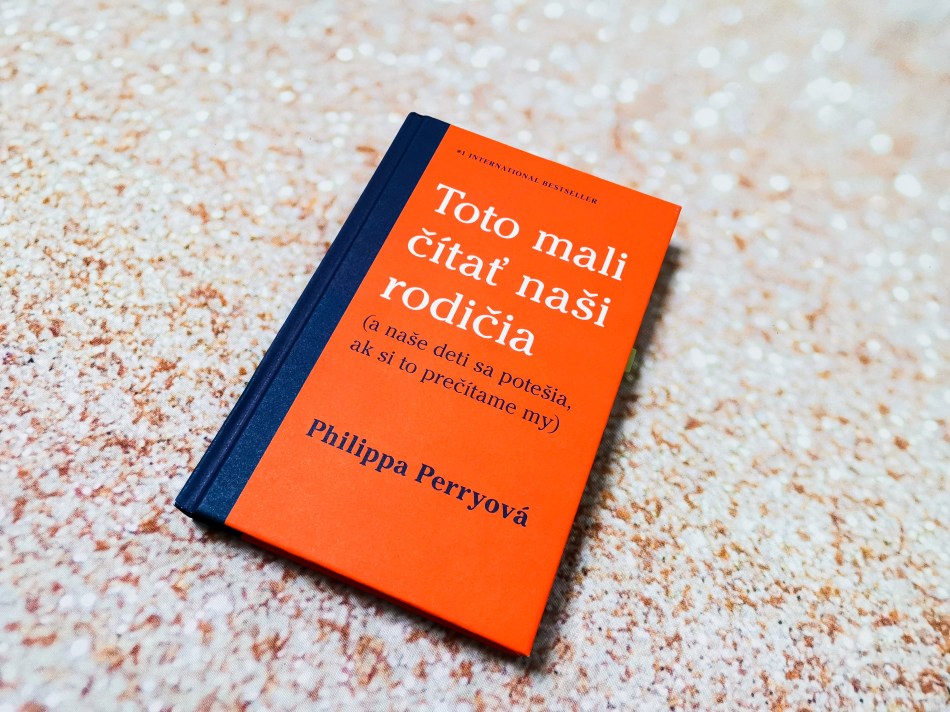 #1 INTERNATIONAL BESTSELLER
Toto mali
čítať naši
rodičia
(a naše deti sa potešia,
ak si to prečítame my)
Philippa Perryová